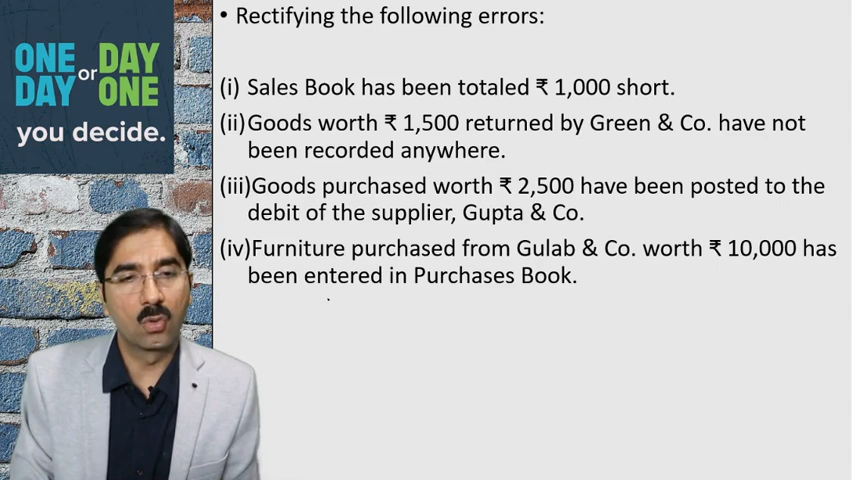 ONE DAY or DAY ONE
you decide.
• Rectifying the following errors:
(i) Sales Book has been totaled ₹ 1,000 short.
(ii)Goods worth ₹ 1,500 returned by Green & Co. have not
been recorded anywhere.
(iii)Goods purchased worth ₹ 2,500 have been posted to the
debit of the supplier, Gupta & Co.
(iv)Furniture purchased from Gulab & Co. worth ₹ 10,000 has
been entered in Purchases Book.